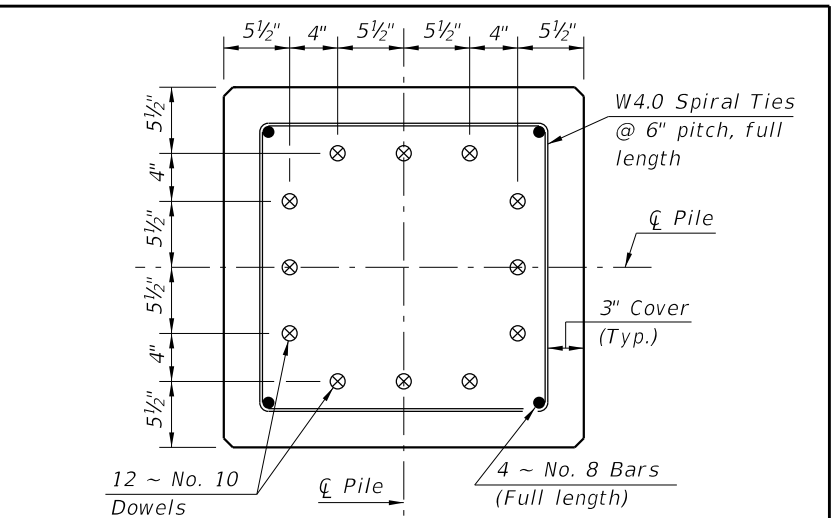 5½" 4" 5½" 5½" 4" 5½"
W4.0 Spiral Ties
@ 6" pitch, full
length
5½"
4"
5½"
5½"
4"
5½"
℄ Pile
3" Cover
(Typ.)
12 ~ No. 10
Dowels
℄ Pile
4 ~ No. 8 Bars
(Full length)